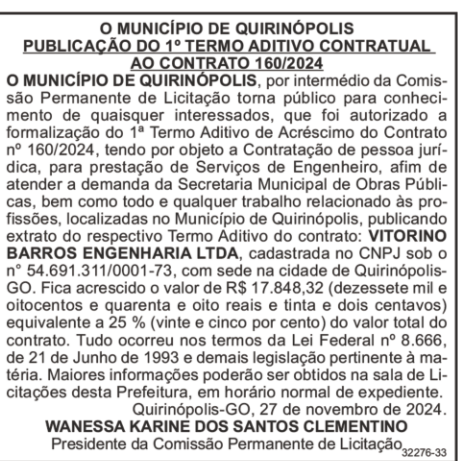 O MUNICÍPIO DE QUIRINÓPOLIS
PUBLICAÇÃO DO 1º TERMO ADITIVO CONTRATUAL
AO CONTRATO 160/2024
O MUNICÍPIO DE QUIRINÓPOLIS, por intermédio da Comis-
são Permanente de Licitação torna público para conheci-
mento de quaisquer interessados, que foi autorizado a
formalização do 1ª Termo Aditivo de Acréscimo do Contrato
nº 160/2024, tendo por objeto a Contratação de pessoa jurí-
dica, para prestação de Serviços de Engenheiro, afim de
atender a demanda da Secretaria Municipal de Obras Públi-
cas, bem como todo e qualquer trabalho relacionado às pro-
fissões, localizadas no Município de Quirinópolis, publicando
extrato do respectivo Termo Aditivo do contrato: VITORINO
BARROS ENGENHARIA LTDA, cadastrada no CNPJ sob o
n° 54.691.311/0001-73, com sede na cidade de Quirinópolis-
GO. Fica acrescido o valor de R$ 17.848,32 (dezessete mil e
oitocentos e quarenta e oito reais e tinta e dois centavos)
equivalente a 25 % (vinte e cinco por cento) do valor total do
contrato. Tudo ocorreu nos termos da Lei Federal nº 8.666,
de 21 de Junho de 1993 e demais legislação pertinente à ma-
téria. Maiores informações poderão ser obtidos na sala de Li-
citações desta Prefeitura, em horário normal de expediente.
Quirinópolis-GO, 27 de novembro de 2024.
WANESSA KARINE DOS SANTOS CLEMENTINO
Presidente da Comissão Permanente de Licitação
32276-33